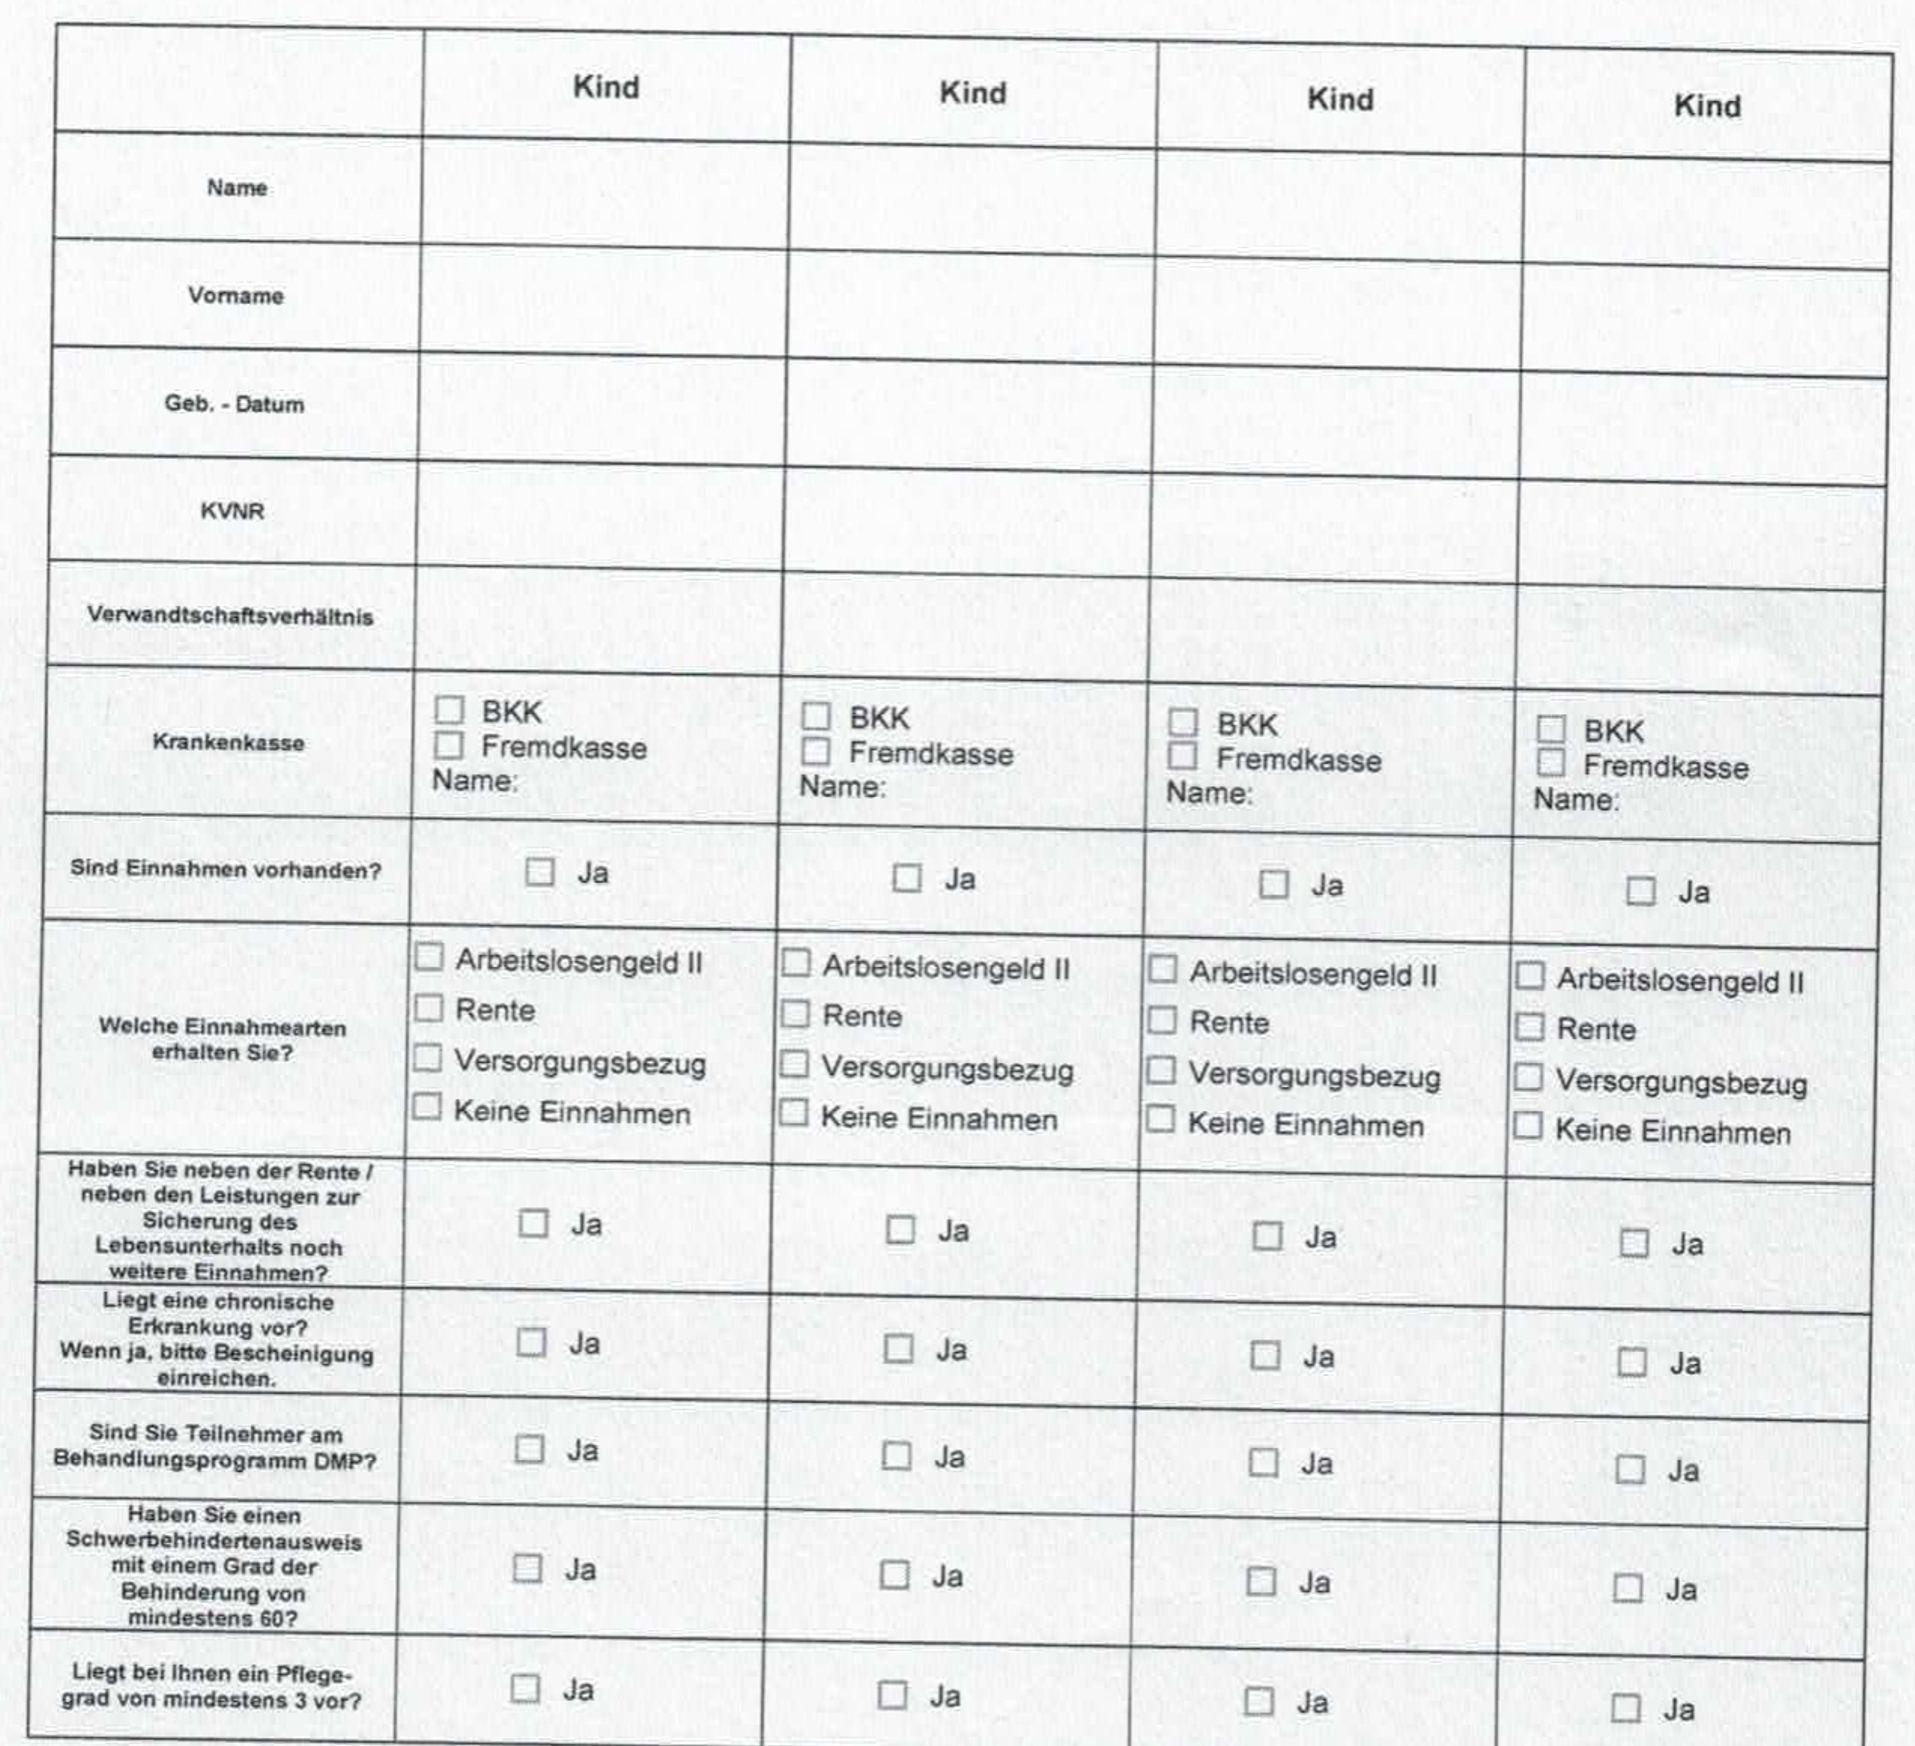 Kind Kind Kind Kind
Name
Vorname
Geb. - Datum
KVNR
Verwandtschaftsverhältnis
Krankenkasse
BKK
Fremdkasse
Name:
BKK
Fremdkasse
Name:
BKK
Fremdkasse
Name:
BKK
Fremdkasse
Name:
Sind Einnahmen vorhanden? Ja Ja Ja Ja
Welche Einnahmearten
erhalten Sie?
Arbeitslosengeld II
Rente
Versorgungsbezug
Keine Einnahmen
Arbeitslosengeld II
Rente
Versorgungsbezug
Keine Einnahmen
Arbeitslosengeld II
Rente
Versorgungsbezug
Keine Einnahmen
Arbeitslosengeld II
Rente
Versorgungsbezug
Keine Einnahmen
Haben Sie neben der Rente /
neben den Leistungen zur
Sicherung des
Lebensunterhalts noch
weitere Einnahmen?
Ja Ja Ja Ja
Liegt eine chronische
Erkrankung vor?
Wenn ja, bitte Bescheinigung
einreichen.
Ja Ja Ja Ja
Sind Sie Teilnehmer am
Behandlungsprogramm DMP?
Ja Ja Ja Ja
Haben Sie einen
Schwerbehindertenausweis
mit einem Grad der
Behinderung von
mindestens 60?
Ja Ja Ja Ja
Liegt bei Ihnen ein Pflege-
grad von mindestens 3 vor?
Ja Ja Ja Ja